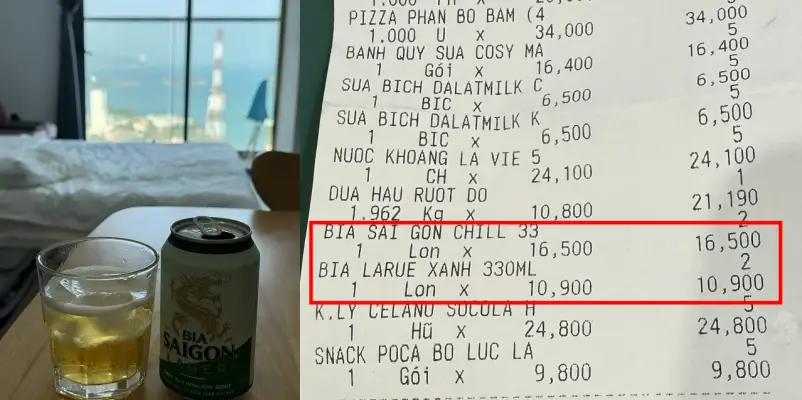 BIA
SAIGON
PIZZA PHAN BO BAM (4
1.000 U x 34,000 34,000
5
BANH QUY SUA COSY MA
1 Gói x 16,400 16,400
5
SUA BICH DALATMILK C
1 BIC x 6,500 6,500
5
SUA BICH DALATMILK K
1 BIC x 6,500 6,500
5
NUOC KHOANG LA VIE 5
1 CH x 24,100 24,100
1
DUA HAU RUOT DO
1.962 Kg x 10,800 21,190
2
BIA SAI GON CHILL 33
1 Lon x 16,500 16,500
2
BIA LARUE XANH 330ML
1 Lon x 10,900 10,900
5
K.LY CELANO SOCOLA H
1 Hũ x 24,800 24,800
5
SNACK POCA BO LUC LA
1 Gói x 9,800 9,800